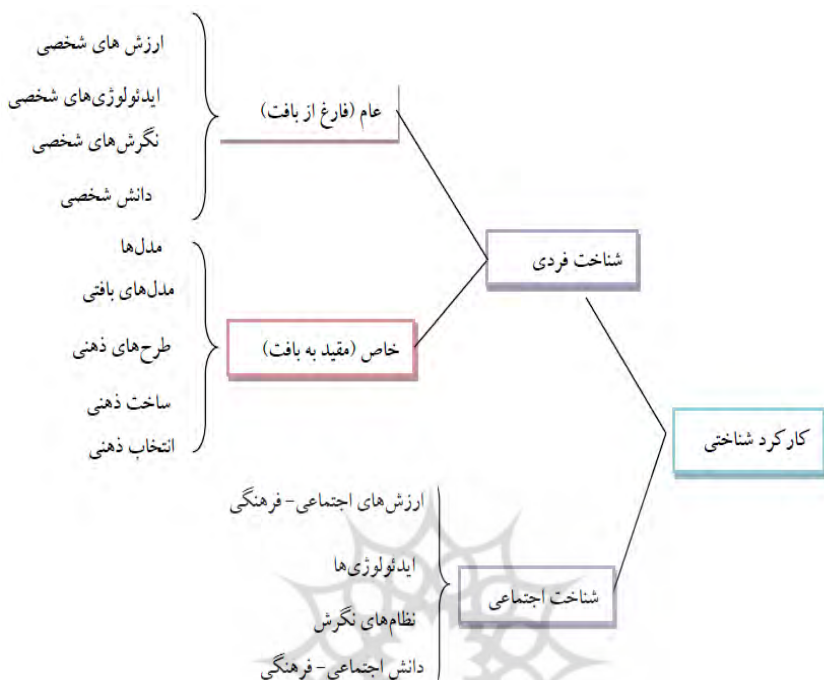 ارزش های شخصی
ایدئولوژی‌های شخصی
نگرش‌های شخصی
دانش شخصی
عام (فارغ از بافت)
مدل‌ها
مدل‌های بافتی
طرح‌های ذهنی
ساخت ذهنی
انتخاب ذهنی
خاص (مقید به بافت)
شناخت فردی
کارکرد شناختی
ارزش‌های اجتماعی- فرهنگی
ایدئولوژی‌ها
نظام‌های نگرش
دانش اجتماعی- فرهنگی
شناخت اجتماعی